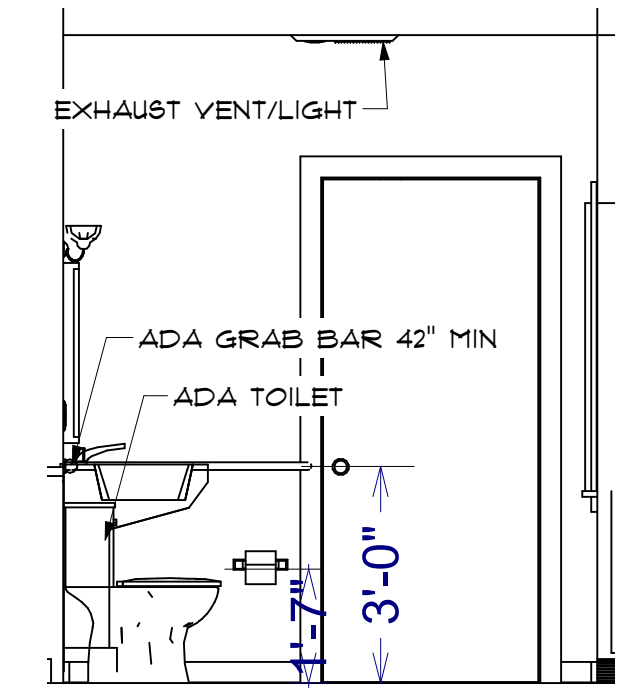 EXHAUST VENT/LIGHT
ADA GRAB BAR 42" MIN
ADA TOILET
3'-0"
1'-7"